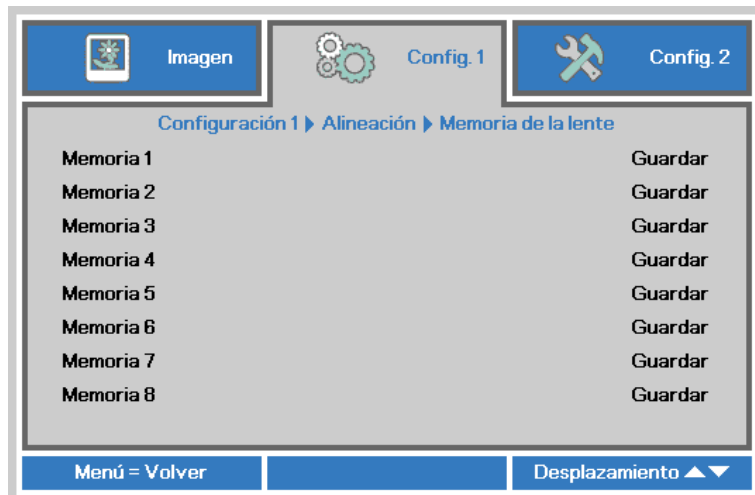 Imagen Config. 1 Config. 2
Configuración 1 Alineación Memoria de la lente
Memoria 1 Guardar
Memoria 2 Guardar
Memoria 3 Guardar
Memoria 4 Guardar
Memoria 5 Guardar
Memoria 6 Guardar
Memoria 7 Guardar
Memoria 8 Guardar
Menú = Volver Desplazamiento